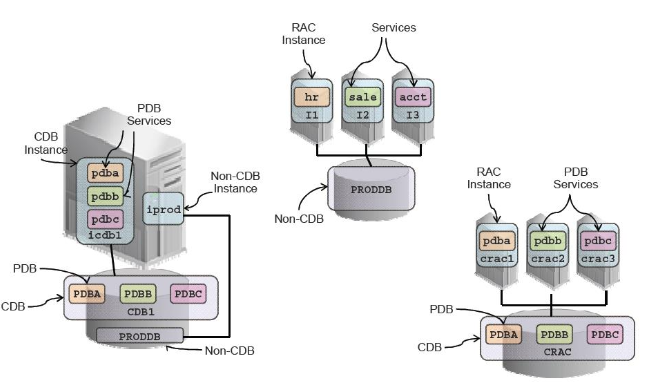 PDB
Services
CDB
Instance
pdba
pdbb
pdbc
icdb1
Non-CDB
Instance
iprod
PDB
CDB
PDBA PDBB PDBC
CDB1
PRODDB
Non-CDB
RAC
Instance
Services
hr sale acct
I1 I2 I3
PRODDB
Non-CDB
RAC
Instance
PDB
Services
pdba pdbb pdbc
crac1 crac2 crac3
PDB
CDB
PDBA PDBB PDBC
CRAC